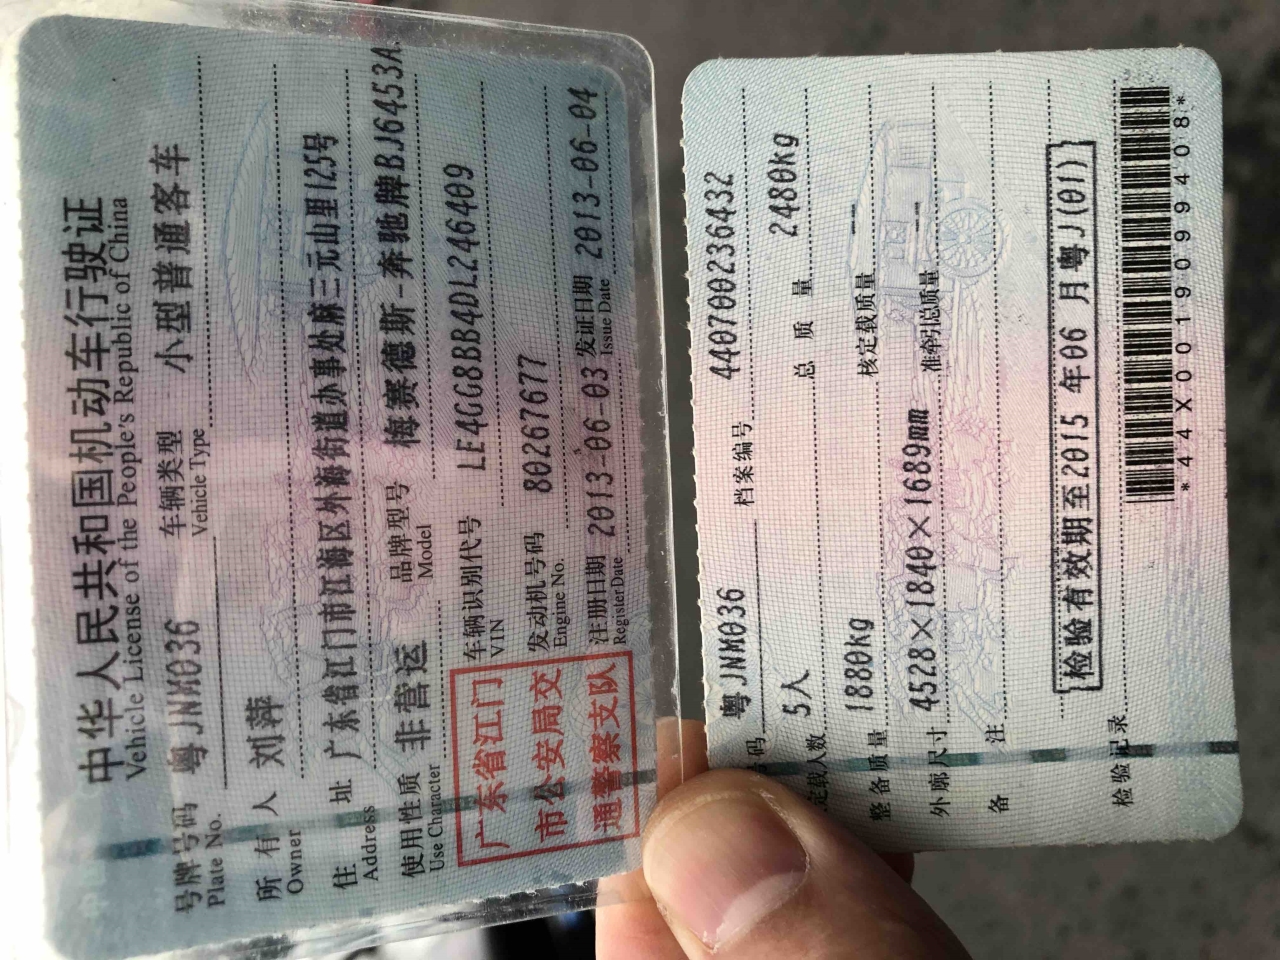 中华人民共和国机动车行驶证
Vehicle License of the People's Republic of China
号牌号码 粤JNM036 车辆类型 小型普通客车
Plate No. Vehicle Type
所有人 刘萍
Owner
住址 广东省江门市江海区外海街道办事处麻三元山里125号
Address
使用性质 非营运 品牌型号 梅赛德斯-奔驰牌BJ6453A
Use Character Model
广东省江门
市公安局交
通警察支队
车辆识别代号 LE4GG8BB4DL246409
VIN
发动机号码 80267677
Engine No.
注册日期 2013-06-03 发证日期 2013-06-04
Register Date Issue Date
码 粤JNM036 档案编号 440700236432
定载人数 5人 总质量 2480kg
整备质量 1880kg 核定载质量 --
外廓尺寸 4528×1840×1689mm 准牵引总质量 --
备注
检验有效期至2015 年06 月粤J(01)
检验记录
*44X0019099408*